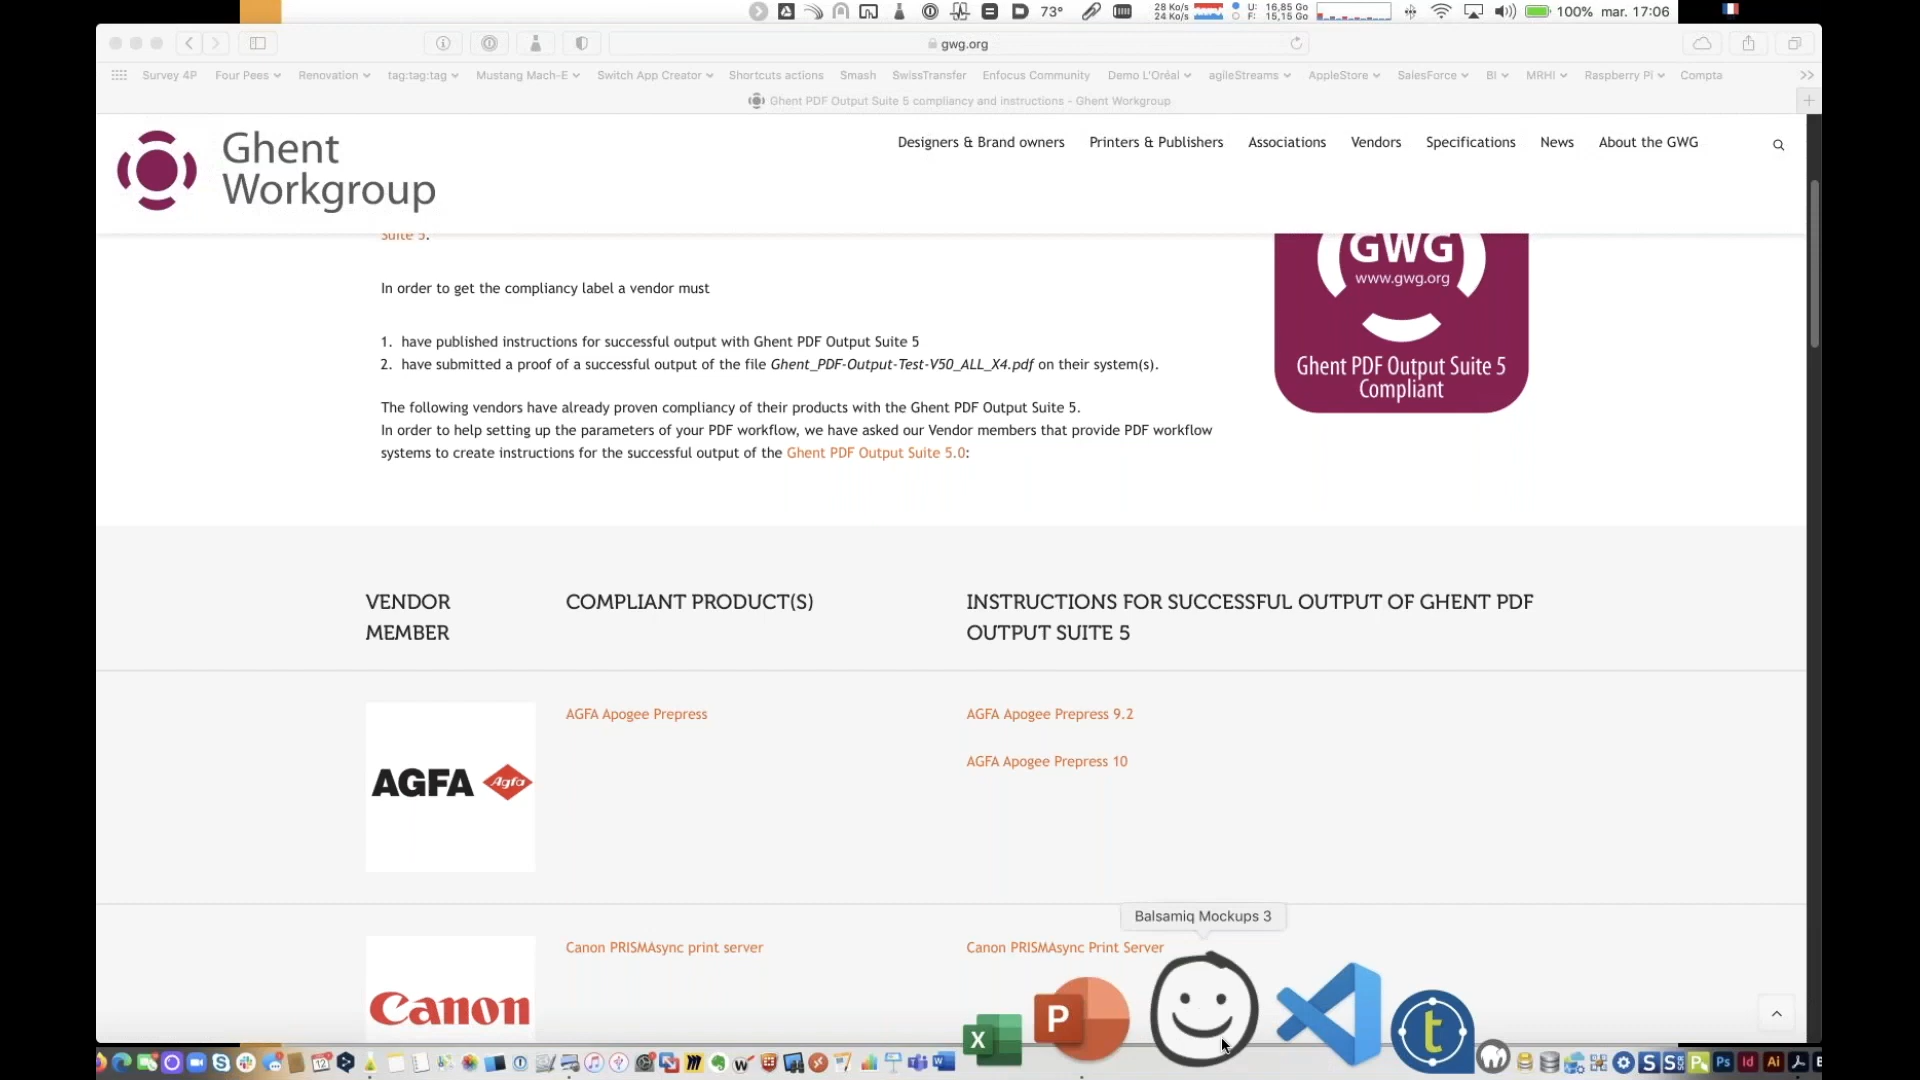 73°
28 Ko/s
24 Ko/s
U: 16,85 Go
F: 15,15 Go
100% mar. 17:06
gwg.org
Survey 4P Four Pees Renovation tag:tag:tag Mustang Mach-E Switch App Creator Shortcuts actions Smash SwissTransfer Enfocus Community Demo L'Oréal agileStreams AppleStore SalesForce BI MRHI Raspberry Pi Compta
Ghent PDF Output Suite 5 compliancy and instructions - Ghent Workgroup
Ghent
Workgroup
Designers & Brand owners Printers & Publishers Associations Vendors Specifications News About the GWG
Suite 5.
In order to get the compliancy label a vendor must
1. have published instructions for successful output with Ghent PDF Output Suite 5
2. have submitted a proof of a successful output of the file Ghent_PDF-Output-Test-V50_ALL_X4.pdf on their system(s).
The following vendors have already proven compliancy of their products with the Ghent PDF Output Suite 5.
In order to help setting up the parameters of your PDF workflow, we have asked our Vendor members that provide PDF workflow
systems to create instructions for the successful output of the Ghent PDF Output Suite 5.0:
GWG
www.gwg.org
Ghent PDF Output Suite 5
Compliant
VENDOR
MEMBER
COMPLIANT PRODUCT(S)
INSTRUCTIONS FOR SUCCESSFUL OUTPUT OF GHENT PDF
OUTPUT SUITE 5
AGFA Agfa
AGFA Apogee Prepress
AGFA Apogee Prepress 9.2
AGFA Apogee Prepress 10
Balsamiq Mockups 3
Canon
Canon PRISMAsync print server
Canon PRISMAsync Print Server
X P t
Ps Id Ai